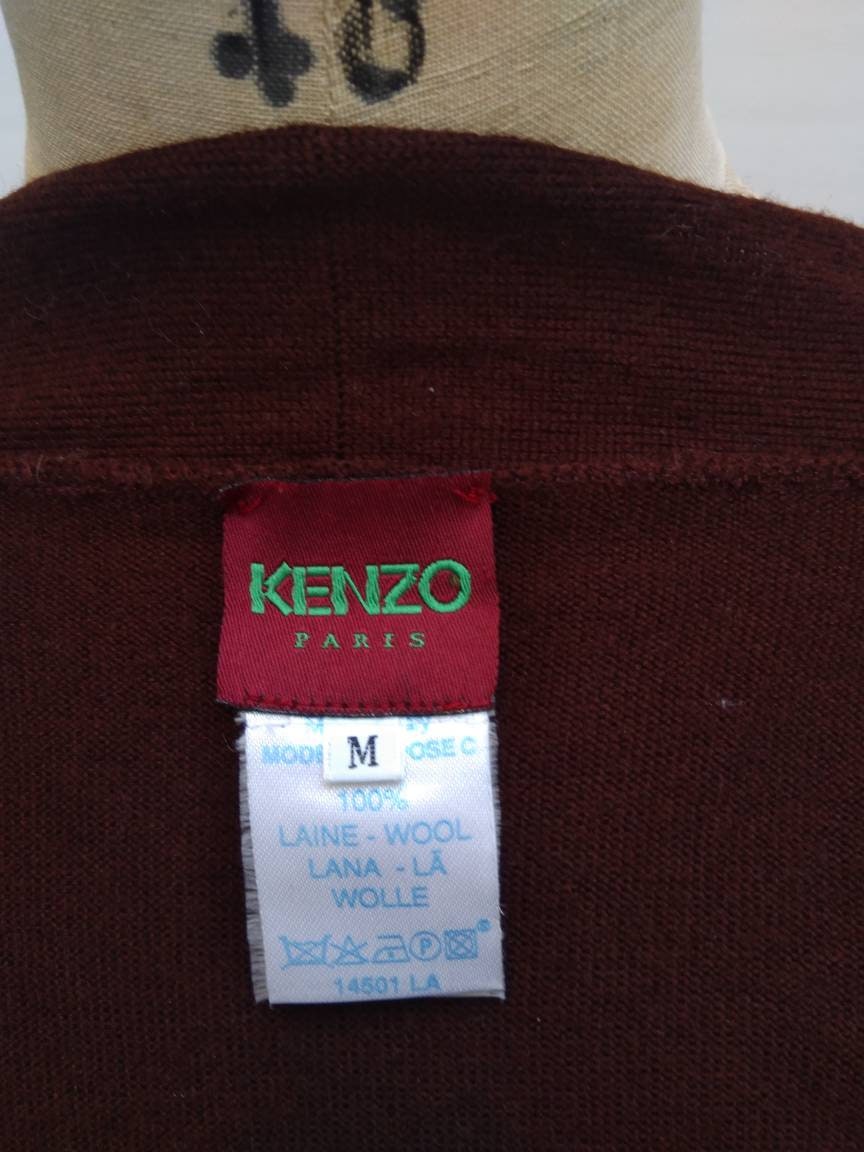 KENZO
PARIS
M
100%
LAINE - WOOL
LANA - LÃ
WOLLE
P
14501 LA